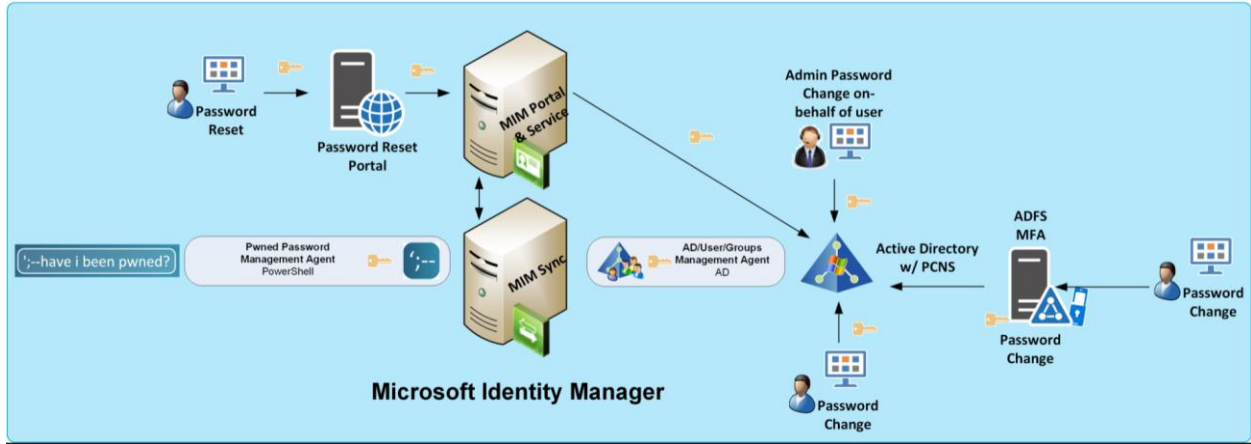 Password
Reset
Password Reset
Portal
MIM Portal
& Service
Admin Password
Change on-
behalf of user
ADFS
MFA
';--have i been pwned?
Pwned Password
Management Agent
PowerShell
';--
MIM Sync
AD/User/Groups
Management Agent
AD
Active Directory
w/ PCNS
Password
Change
Password
Change
Password
Change
Microsoft Identity Manager